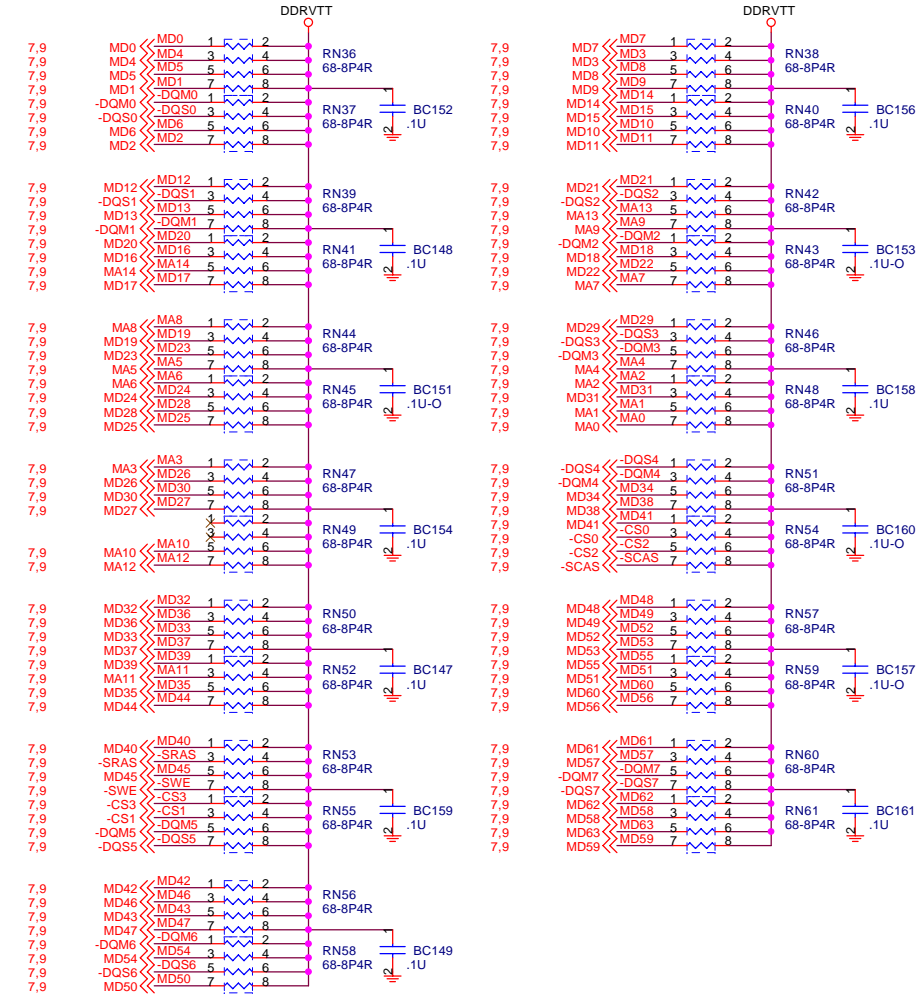 DDRVTT
7,9 MD0 MD0 1 2
7,9 MD4 MD4 3 4 RN36
7,9 MD5 MD5 5 6 68-8P4R
7,9 MD1 MD1 7 8 1
7,9 -DQM0 -DQM0 1 2
7,9 -DQS0 -DQS0 3 4 RN37 BC152
7,9 MD6 MD6 5 6 68-8P4R .1U
7,9 MD2 MD2 7 8 2
7,9 MD12 MD12 1 2
7,9 -DQS1 -DQS1 3 4 RN39
7,9 MD13 MD13 5 6 68-8P4R
7,9 -DQM1 -DQM1 7 8 1
7,9 MD20 MD20 1 2
7,9 MD16 MD16 3 4 RN41 BC148
7,9 MA14 MA14 5 6 68-8P4R .1U
7,9 MD17 MD17 7 8 2
7,9 MA8 MA8 1 2
7,9 MD19 MD19 3 4 RN44
7,9 MD23 MD23 5 6 68-8P4R
7,9 MA5 MA5 7 8 1
7,9 MA6 MA6 1 2
7,9 MD24 MD24 3 4 RN45 BC151
7,9 MD28 MD28 5 6 68-8P4R .1U-O
7,9 MD25 MD25 7 8 2
7,9 MA3 MA3 1 2
7,9 MD26 MD26 3 4 RN47
7,9 MD30 MD30 5 6 68-8P4R
7,9 MD27 MD27 7 8 1
1 2
3 4 RN49 BC154
7,9 MA10 MA10 5 6 68-8P4R .1U
7,9 MA12 MA12 7 8 2
7,9 MD32 MD32 1 2
7,9 MD36 MD36 3 4 RN50
7,9 MD33 MD33 5 6 68-8P4R
7,9 MD37 MD37 7 8 1
7,9 MD39 MD39 1 2
7,9 MA11 MA11 3 4 RN52 BC147
7,9 MD35 MD35 5 6 68-8P4R .1U
7,9 MD44 MD44 7 8 2
7,9 MD40 MD40 1 2
7,9 -SRAS -SRAS 3 4 RN53
7,9 MD45 MD45 5 6 68-8P4R
7,9 -SWE -SWE 7 8 1
7,9 -CS3 -CS3 1 2
7,9 -CS1 -CS1 3 4 RN55 BC159
7,9 -DQM5 -DQM5 5 6 68-8P4R .1U
7,9 -DQS5 -DQS5 7 8 2
7,9 MD42 MD42 1 2
7,9 MD46 MD46 3 4 RN56
7,9 MD43 MD43 5 6 68-8P4R
7,9 MD47 MD47 7 8 1
7,9 -DQM6 -DQM6 1 2
7,9 MD54 MD54 3 4 RN58 BC149
7,9 -DQS6 -DQS6 5 6 68-8P4R .1U
7,9 MD50 MD50 7 8 2
DDRVTT
7,9 MD7 MD7 1 2
7,9 MD3 MD3 3 4 RN38
7,9 MD8 MD8 5 6 68-8P4R
7,9 MD9 MD9 7 8 1
7,9 MD14 MD14 1 2
7,9 MD15 MD15 3 4 RN40 BC156
7,9 MD10 MD10 5 6 68-8P4R .1U
7,9 MD11 MD11 7 8 2
7,9 MD21 MD21 1 2
7,9 -DQS2 -DQS2 3 4 RN42
7,9 MA13 MA13 5 6 68-8P4R
7,9 MA9 MA9 7 8 1
7,9 -DQM2 -DQM2 1 2
7,9 MD18 MD18 3 4 RN43 BC153
7,9 MD22 MD22 5 6 68-8P4R .1U-O
7,9 MA7 MA7 7 8 2
7,9 MD29 MD29 1 2
7,9 -DQS3 -DQS3 3 4 RN46
7,9 -DQM3 -DQM3 5 6 68-8P4R
7,9 MA4 MA4 7 8 1
7,9 MA2 MA2 1 2
7,9 MD31 MD31 3 4 RN48 BC158
7,9 MA1 MA1 5 6 68-8P4R .1U
7,9 MA0 MA0 7 8 2
7,9 -DQS4 -DQS4 1 2
7,9 -DQM4 -DQM4 3 4 RN51
7,9 MD34 MD34 5 6 68-8P4R
7,9 MD38 MD38 7 8 1
7,9 MD41 MD41 1 2
7,9 -CS0 -CS0 3 4 RN54 BC160
7,9 -CS2 -CS2 5 6 68-8P4R .1U-O
7,9 -SCAS -SCAS 7 8 2
7,9 MD48 MD48 1 2
7,9 MD49 MD49 3 4 RN57
7,9 MD52 MD52 5 6 68-8P4R
7,9 MD53 MD53 7 8 1
7,9 MD55 MD55 1 2
7,9 MD51 MD51 3 4 RN59 BC157
7,9 MD60 MD60 5 6 68-8P4R .1U-O
7,9 MD56 MD56 7 8 2
7,9 MD61 MD61 1 2
7,9 MD57 MD57 3 4 RN60
7,9 -DQM7 -DQM7 5 6 68-8P4R
7,9 -DQS7 -DQS7 7 8 1
7,9 MD62 MD62 1 2
7,9 MD58 MD58 3 4 RN61 BC161
7,9 MD63 MD63 5 6 68-8P4R .1U
7,9 MD59 MD59 7 8 2